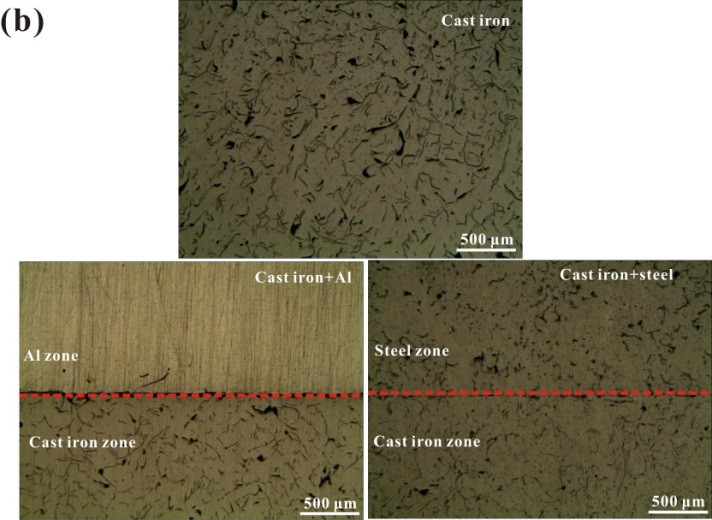 (b)
Cast iron
500 μm
Cast iron+Al
Al zone
Cast iron zone
500 μm
Cast iron+steel
Steel zone
Cast iron zone
500 μm